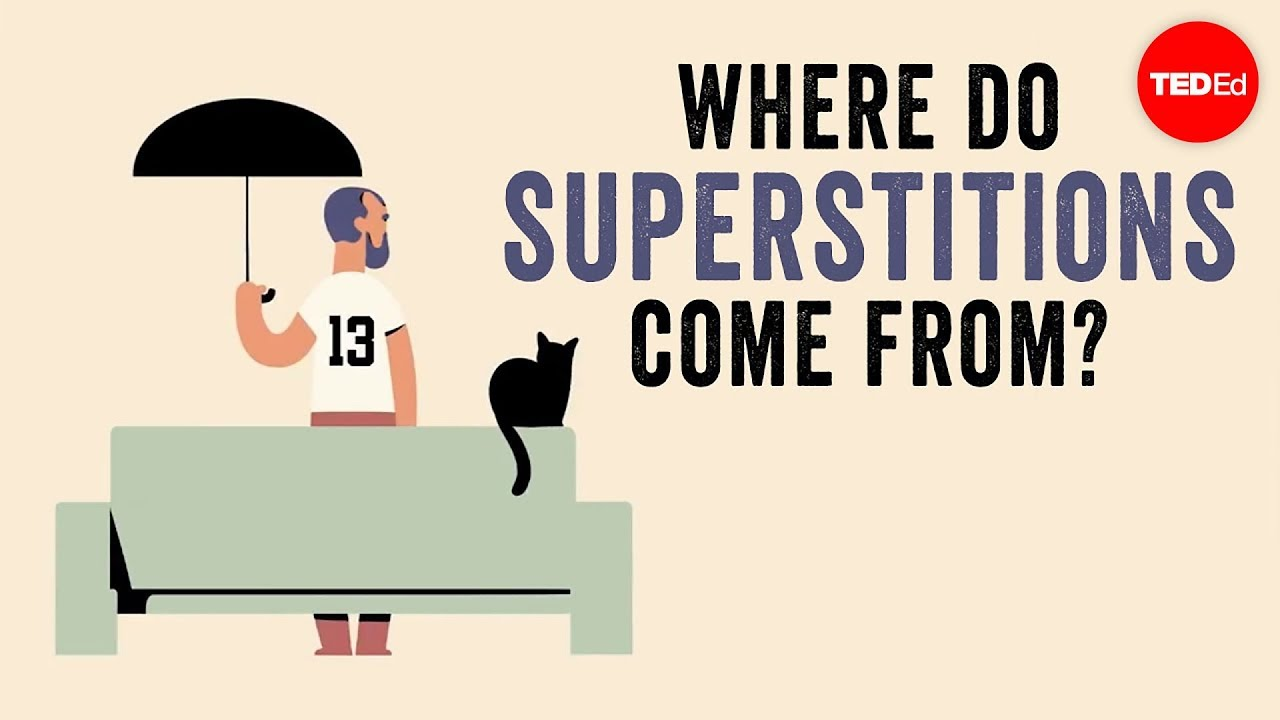 WHERE DO
SUPERSTITIONS
COME FROM?
TEDEd
13